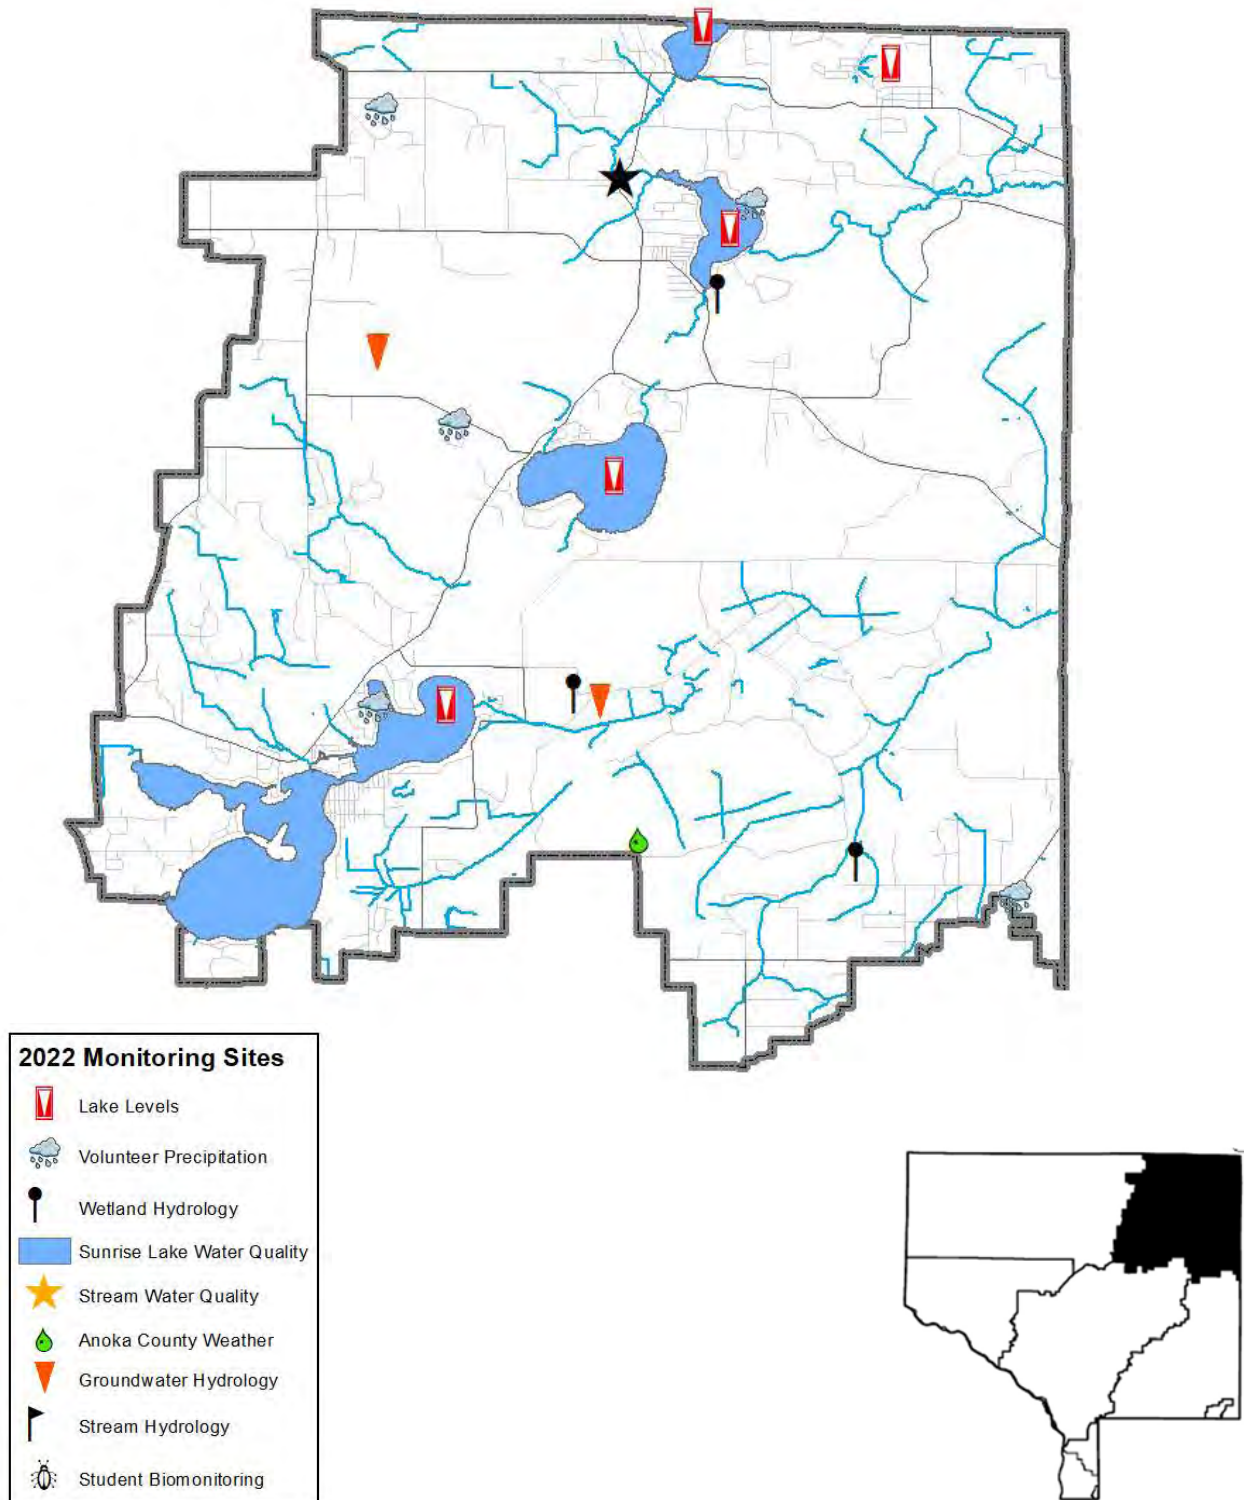 2022 Monitoring Sites
Lake Levels
Volunteer Precipitation
Wetland Hydrology
Sunrise Lake Water Quality
Stream Water Quality
Anoka County Weather
Groundwater Hydrology
Stream Hydrology
Student Biomonitoring